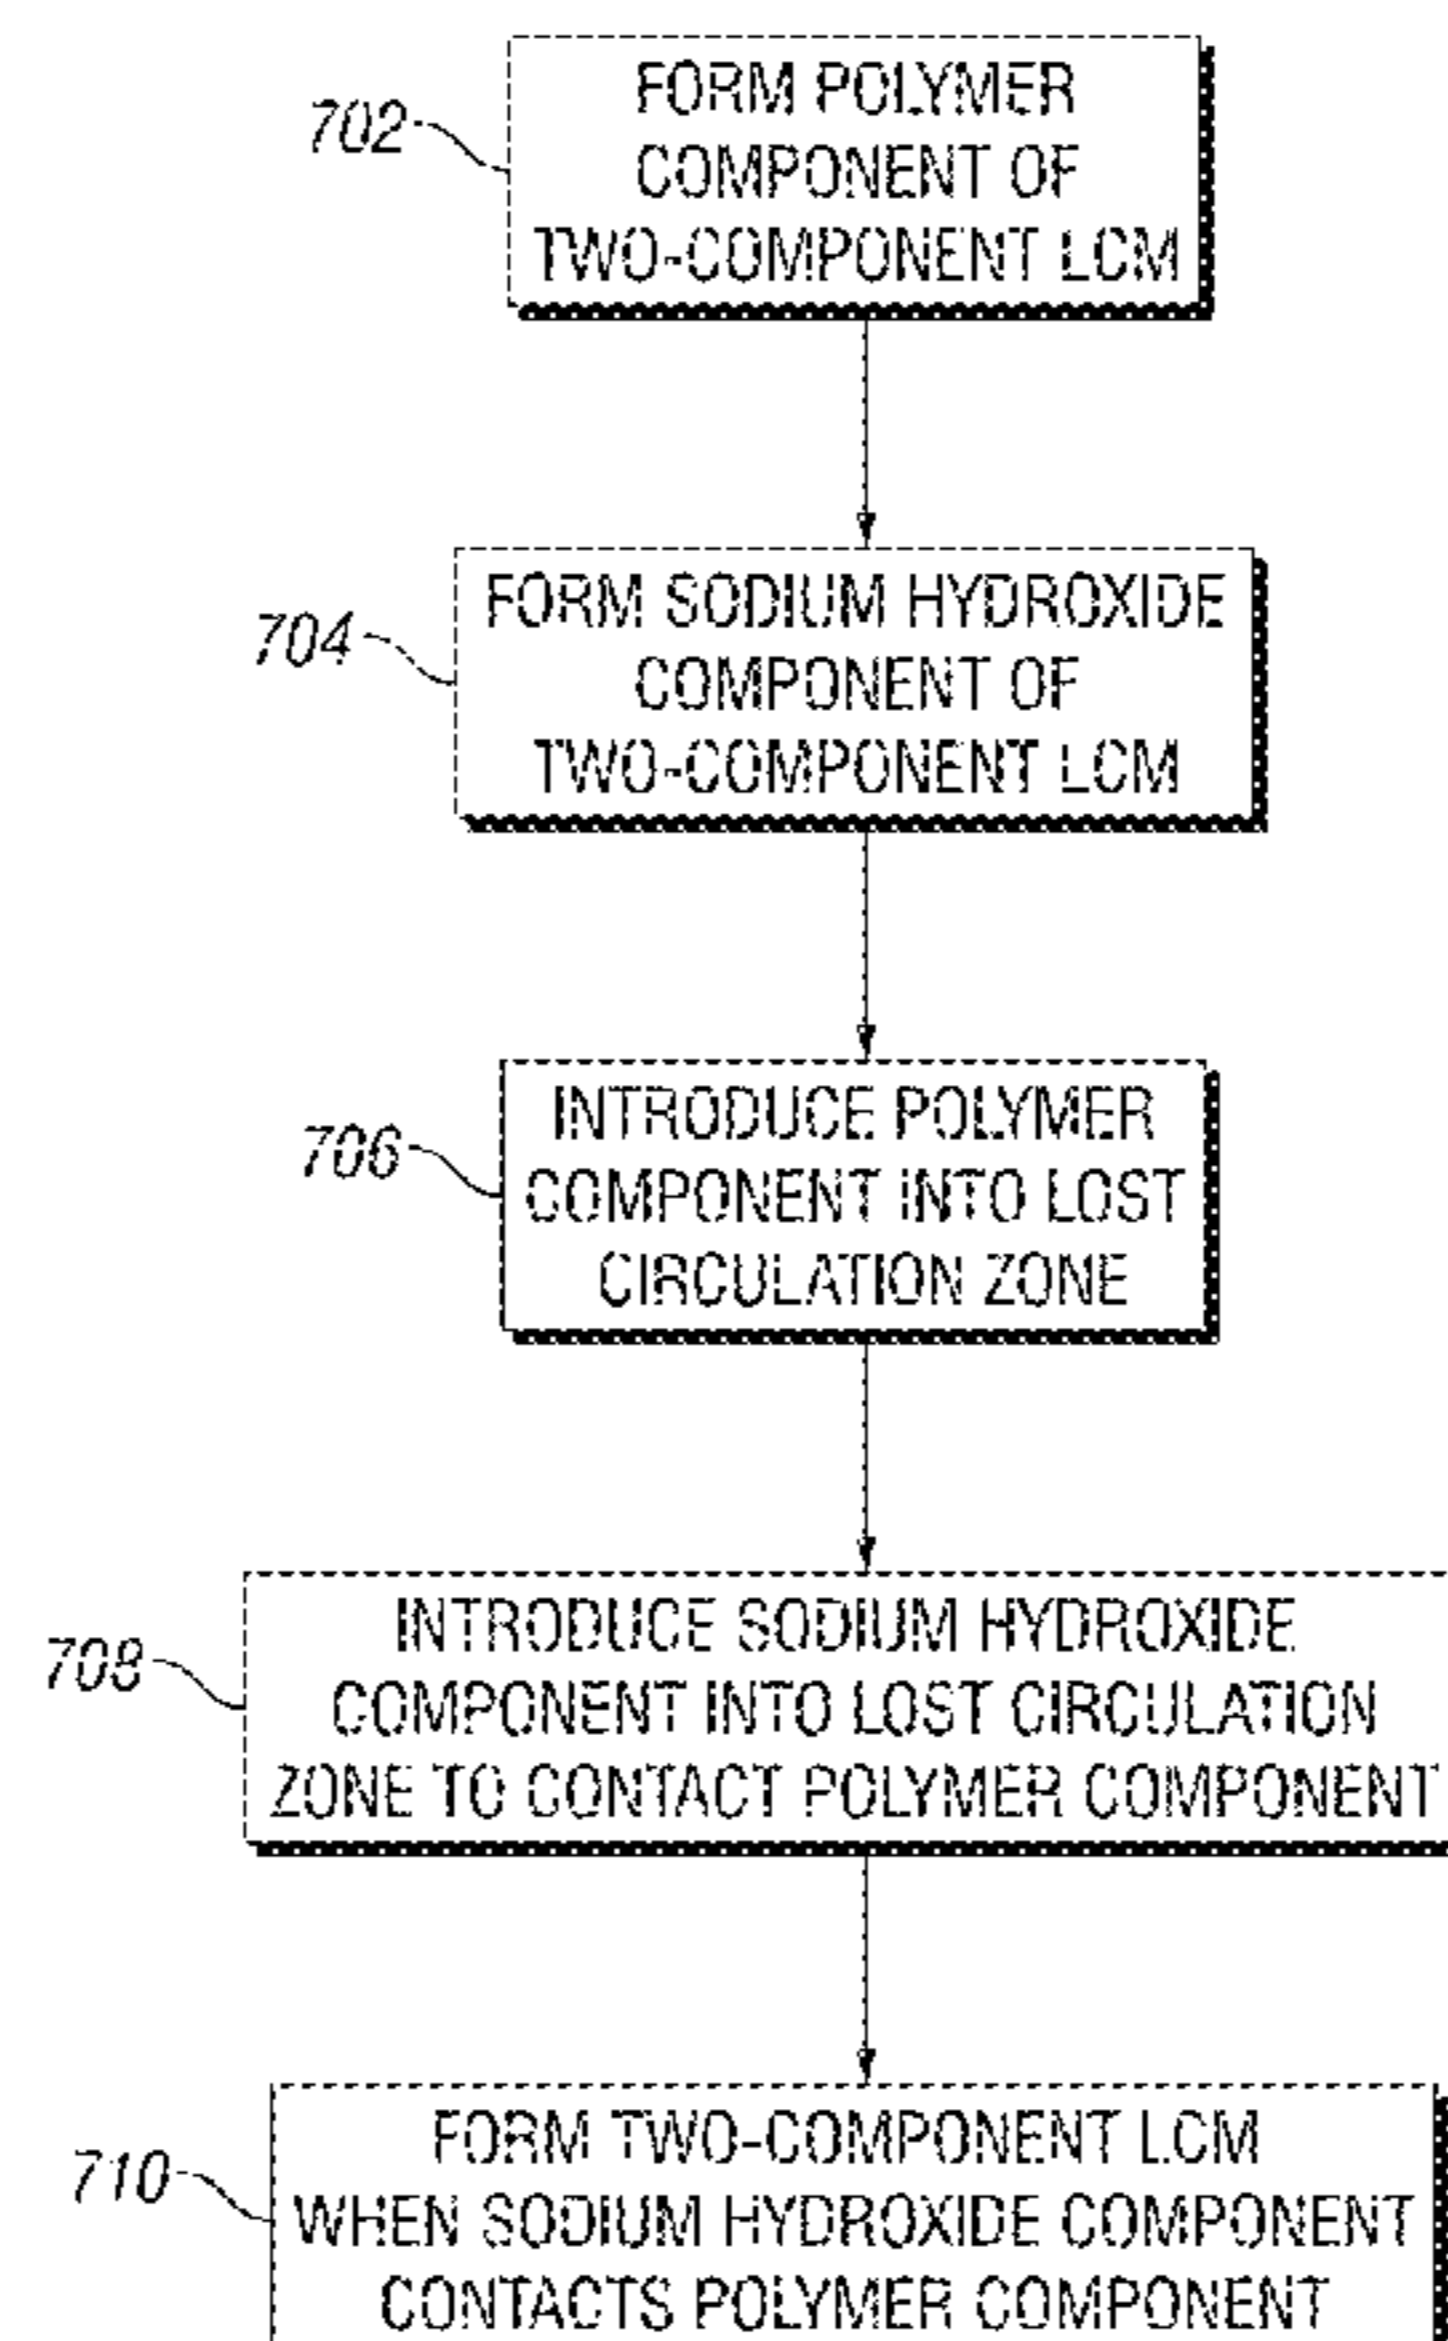 702
FORM POLYMER
COMPONENT OF
TWO-COMPONENT LCM
704
FORM SODIUM HYDROXIDE
COMPONENT OF
TWO-COMPONENT LCM
706
INTRODUCE POLYMER
COMPONENT INTO LOST
CIRCULATION ZONE
708
INTRODUCE SODIUM HYDROXIDE
COMPONENT INTO LOST CIRCULATION
ZONE TO CONTACT POLYMER COMPONENT
710
FORM TWO-COMPONENT LCM
WHEN SODIUM HYDROXIDE COMPONENT
CONTACTS POLYMER COMPONENT